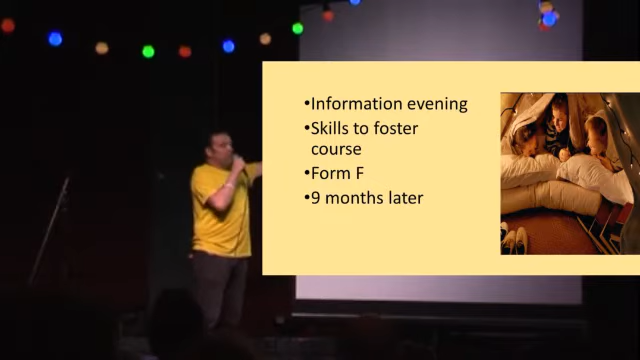 •Information evening
•Skills to foster
course
•Form F
•9 months later